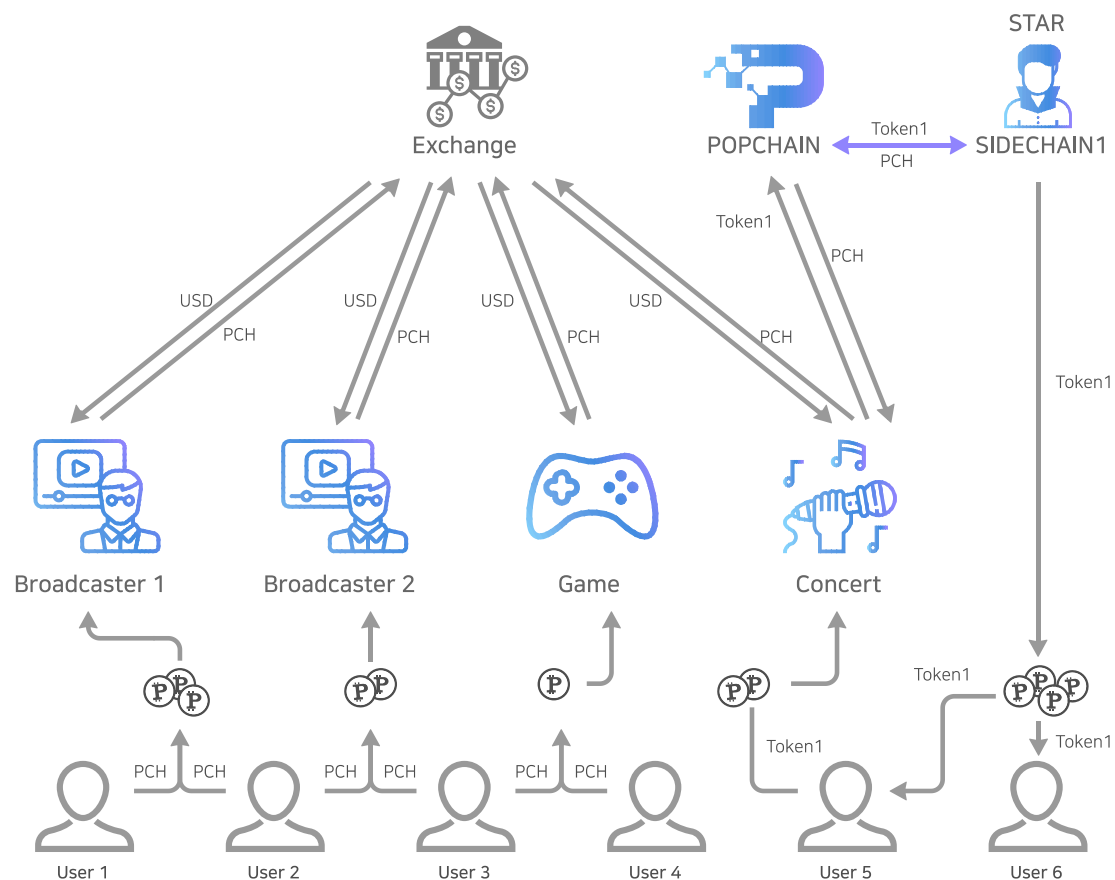 STAR
Exchange
POPCHAIN
Token1
PCH
SIDECHAIN1
Token1
PCH
USD
PCH
USD
PCH
USD
PCH
USD
PCH
Token1
Broadcaster 1
Broadcaster 2
Game
Concert
Token1
Token1
Token1
PCH
PCH
PCH
PCH
PCH
PCH
User 1
User 2
User 3
User 4
User 5
User 6